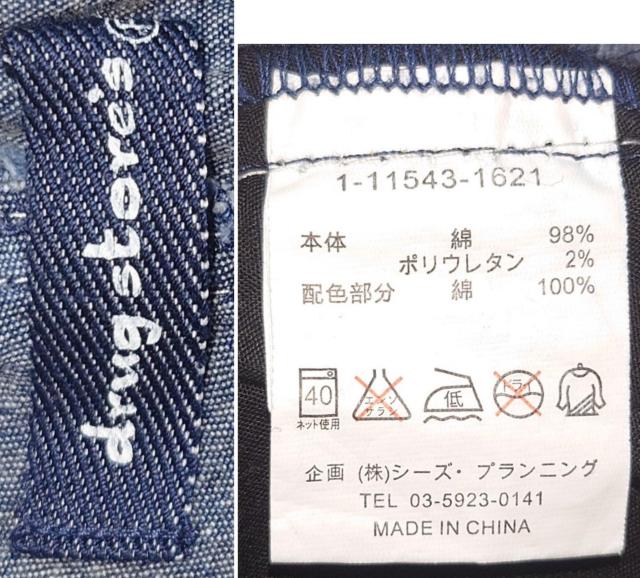 drug store's ®
1-11543-1621
本体 綿 98%
ポリウレタン 2%
配色部分 綿 100%
40
ネット使用
エンソ
サラシ
低
ドライ
企画 (株)シーズ・プランニング
TEL 03-5923-0141
MADE IN CHINA